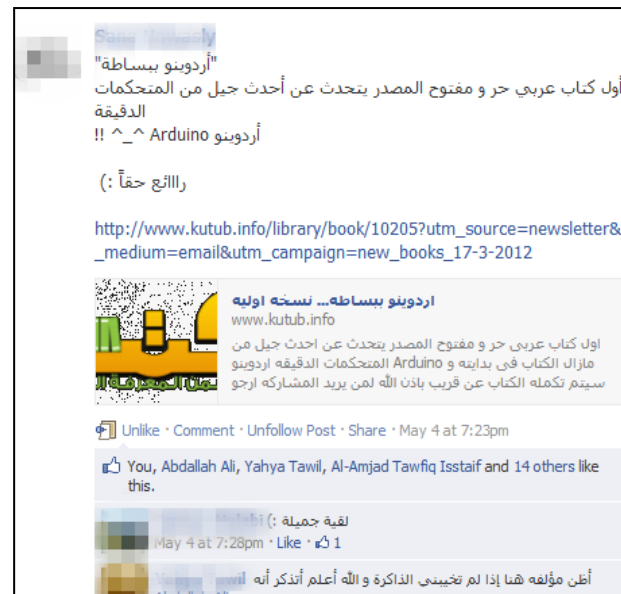 "أردوينو ببساطة"
أول كتاب عربي حر و مفتوح المصدر يتحدث عن أحدث جيل من المتحكمات
الدقيقة
أردوينو Arduino ^_^ !!
رااائع حقاً :)
http://www.kutub.info/library/book/10205?utm_source=newsletter&
_medium=email&utm_campaign=new_books_17-3-2012
اردوينو ببساطه... نسخه اوليه
www.kutub.info
اول كتاب عربى حر و مفتوح المصدر يتحدث عن احدث جيل من
المتحكمات الدقيقه اردوينو Arduino مازال الكتاب فى بدايته و
سيتم تكمله الكتاب عن قريب باذن الله لمن يريد المشاركه ارجو
Unlike · Comment · Unfollow Post · Share · May 4 at 7:23pm
You, Abdallah Ali, Yahya Tawil, Al-Amjad Tawfiq Isstaif and 14 others like
this.
لقية جميلة :)
May 4 at 7:28pm · Like · 1
أظن مؤلفه هنا إذا لم تخيبني الذاكرة و الله أعلم أتذكر أنه